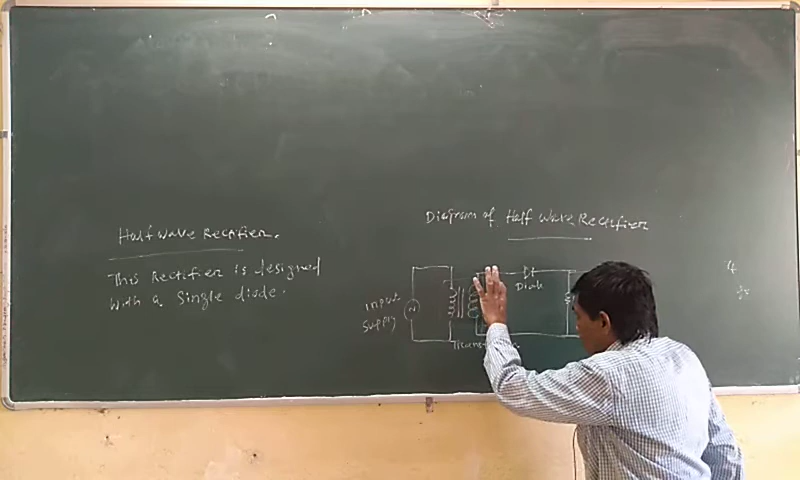 Half wave Rectifier.
This Rectifier is designed
with a Single diode.
Diagram of Half wave Rectifier
Input
Supply
Diode